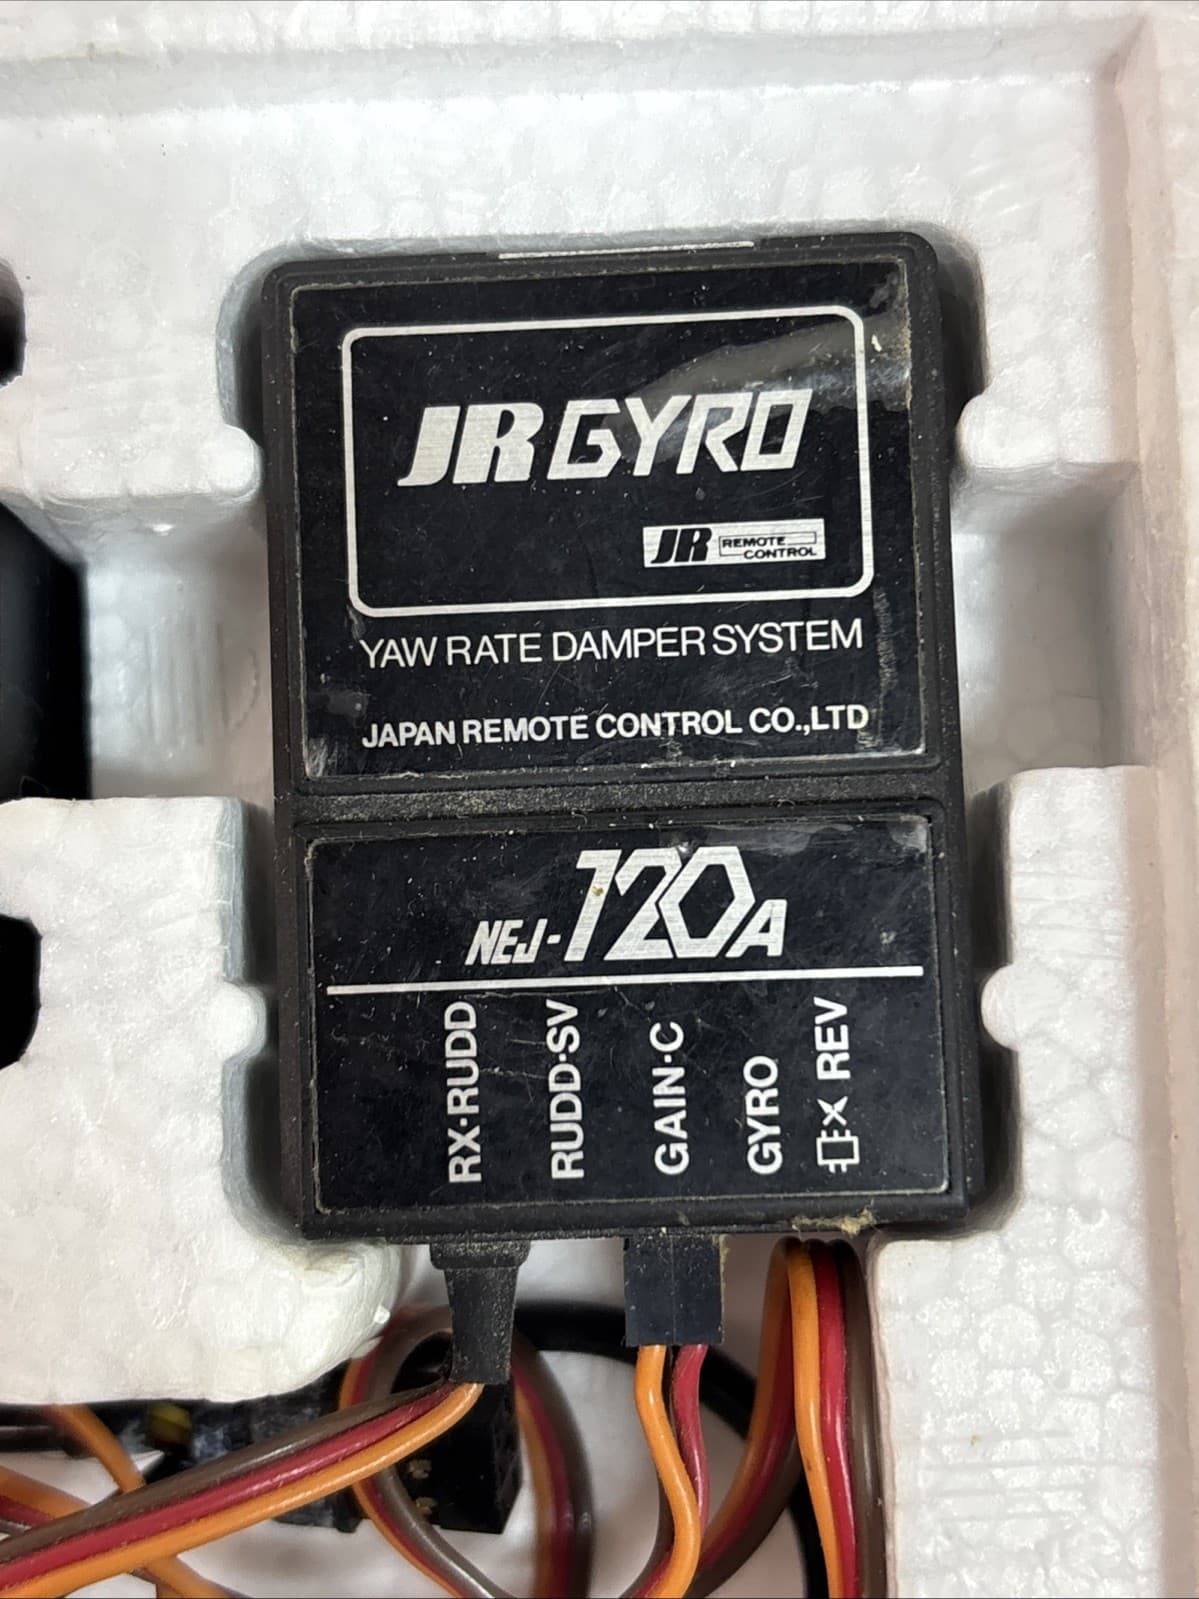 JR GYRO
JR REMOTE CONTROL
YAW RATE DAMPER SYSTEM
JAPAN REMOTE CONTROL CO.,LTD
NEJ-120A
RX·RUDD
RUDD·SV
GAIN·C
GYRO
REV